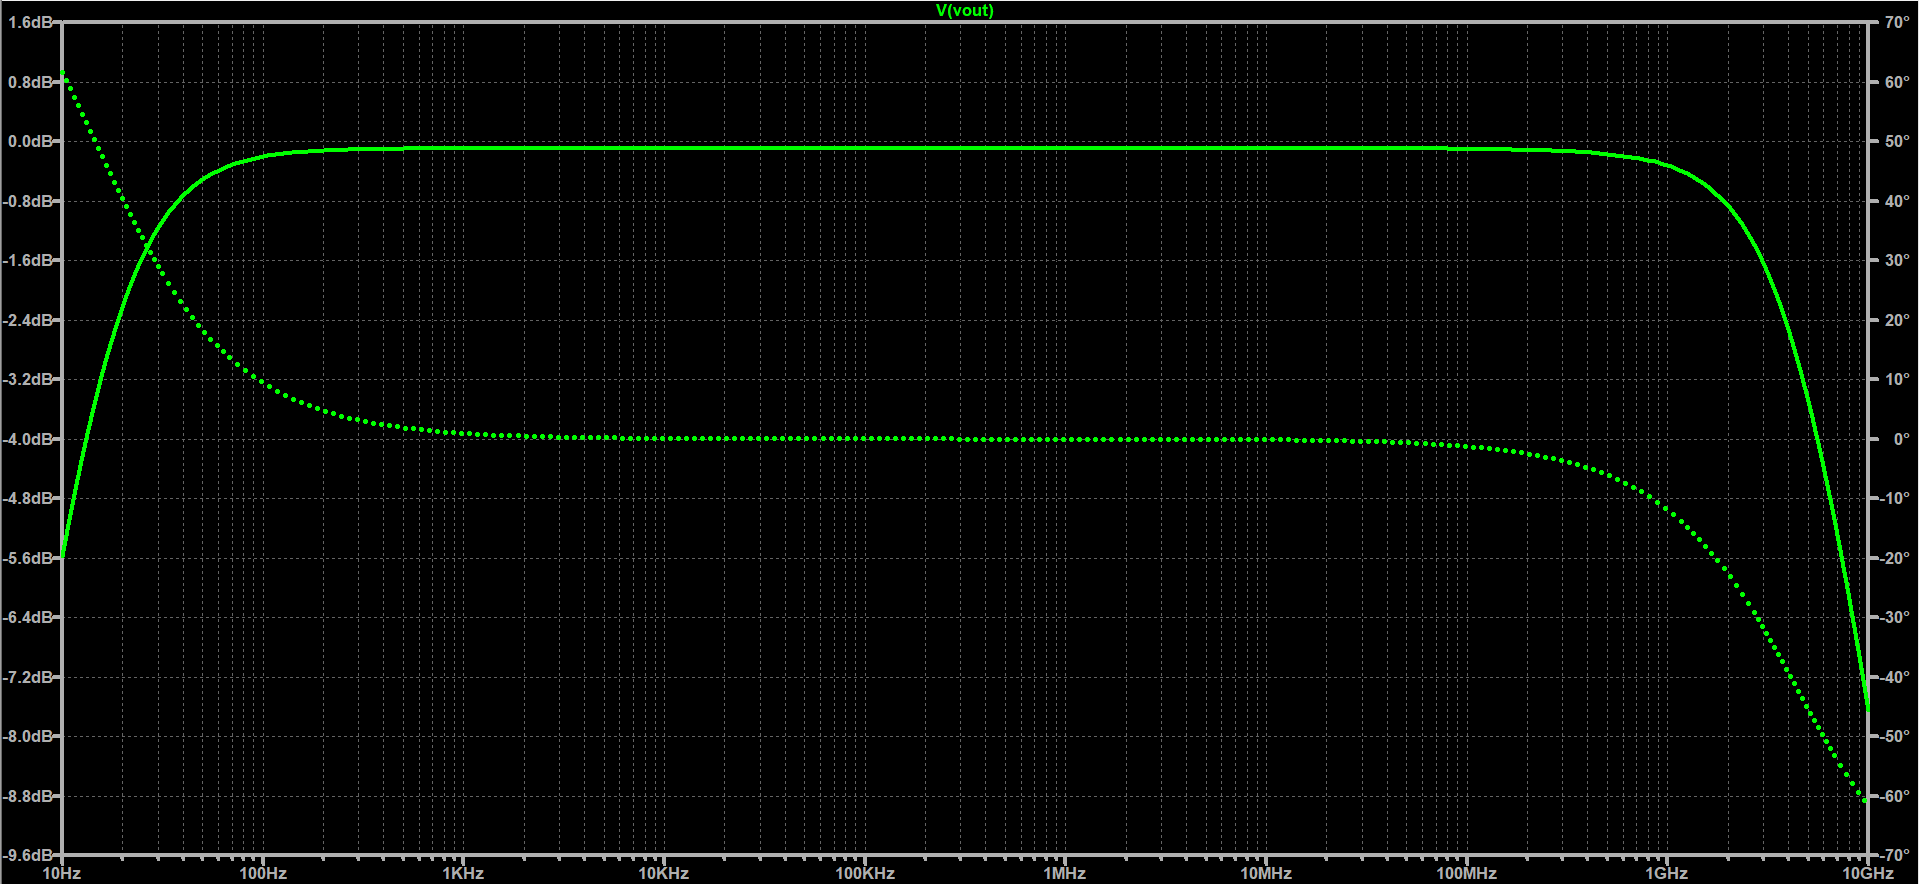 V(vout)
1.6dB
0.8dB
0.0dB
-0.8dB
-1.6dB
-2.4dB
-3.2dB
-4.0dB
-4.8dB
-5.6dB
-6.4dB
-7.2dB
-8.0dB
-8.8dB
-9.6dB
70°
60°
50°
40°
30°
20°
10°
0°
-10°
-20°
-30°
-40°
-50°
-60°
-70°
10Hz 100Hz 1KHz 10KHz 100KHz 1MHz 10MHz 100MHz 1GHz 10GHz